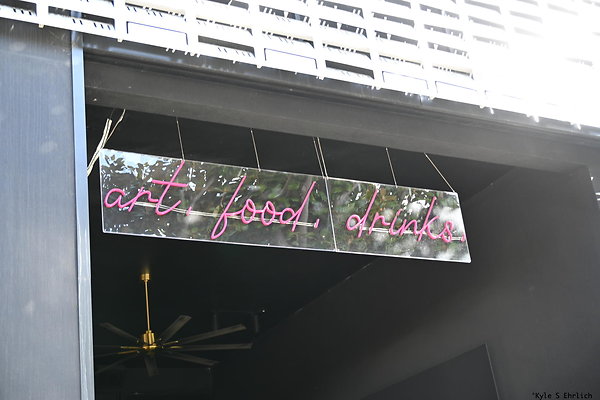 art. food. drinks.
"Kyle S Ehrlich